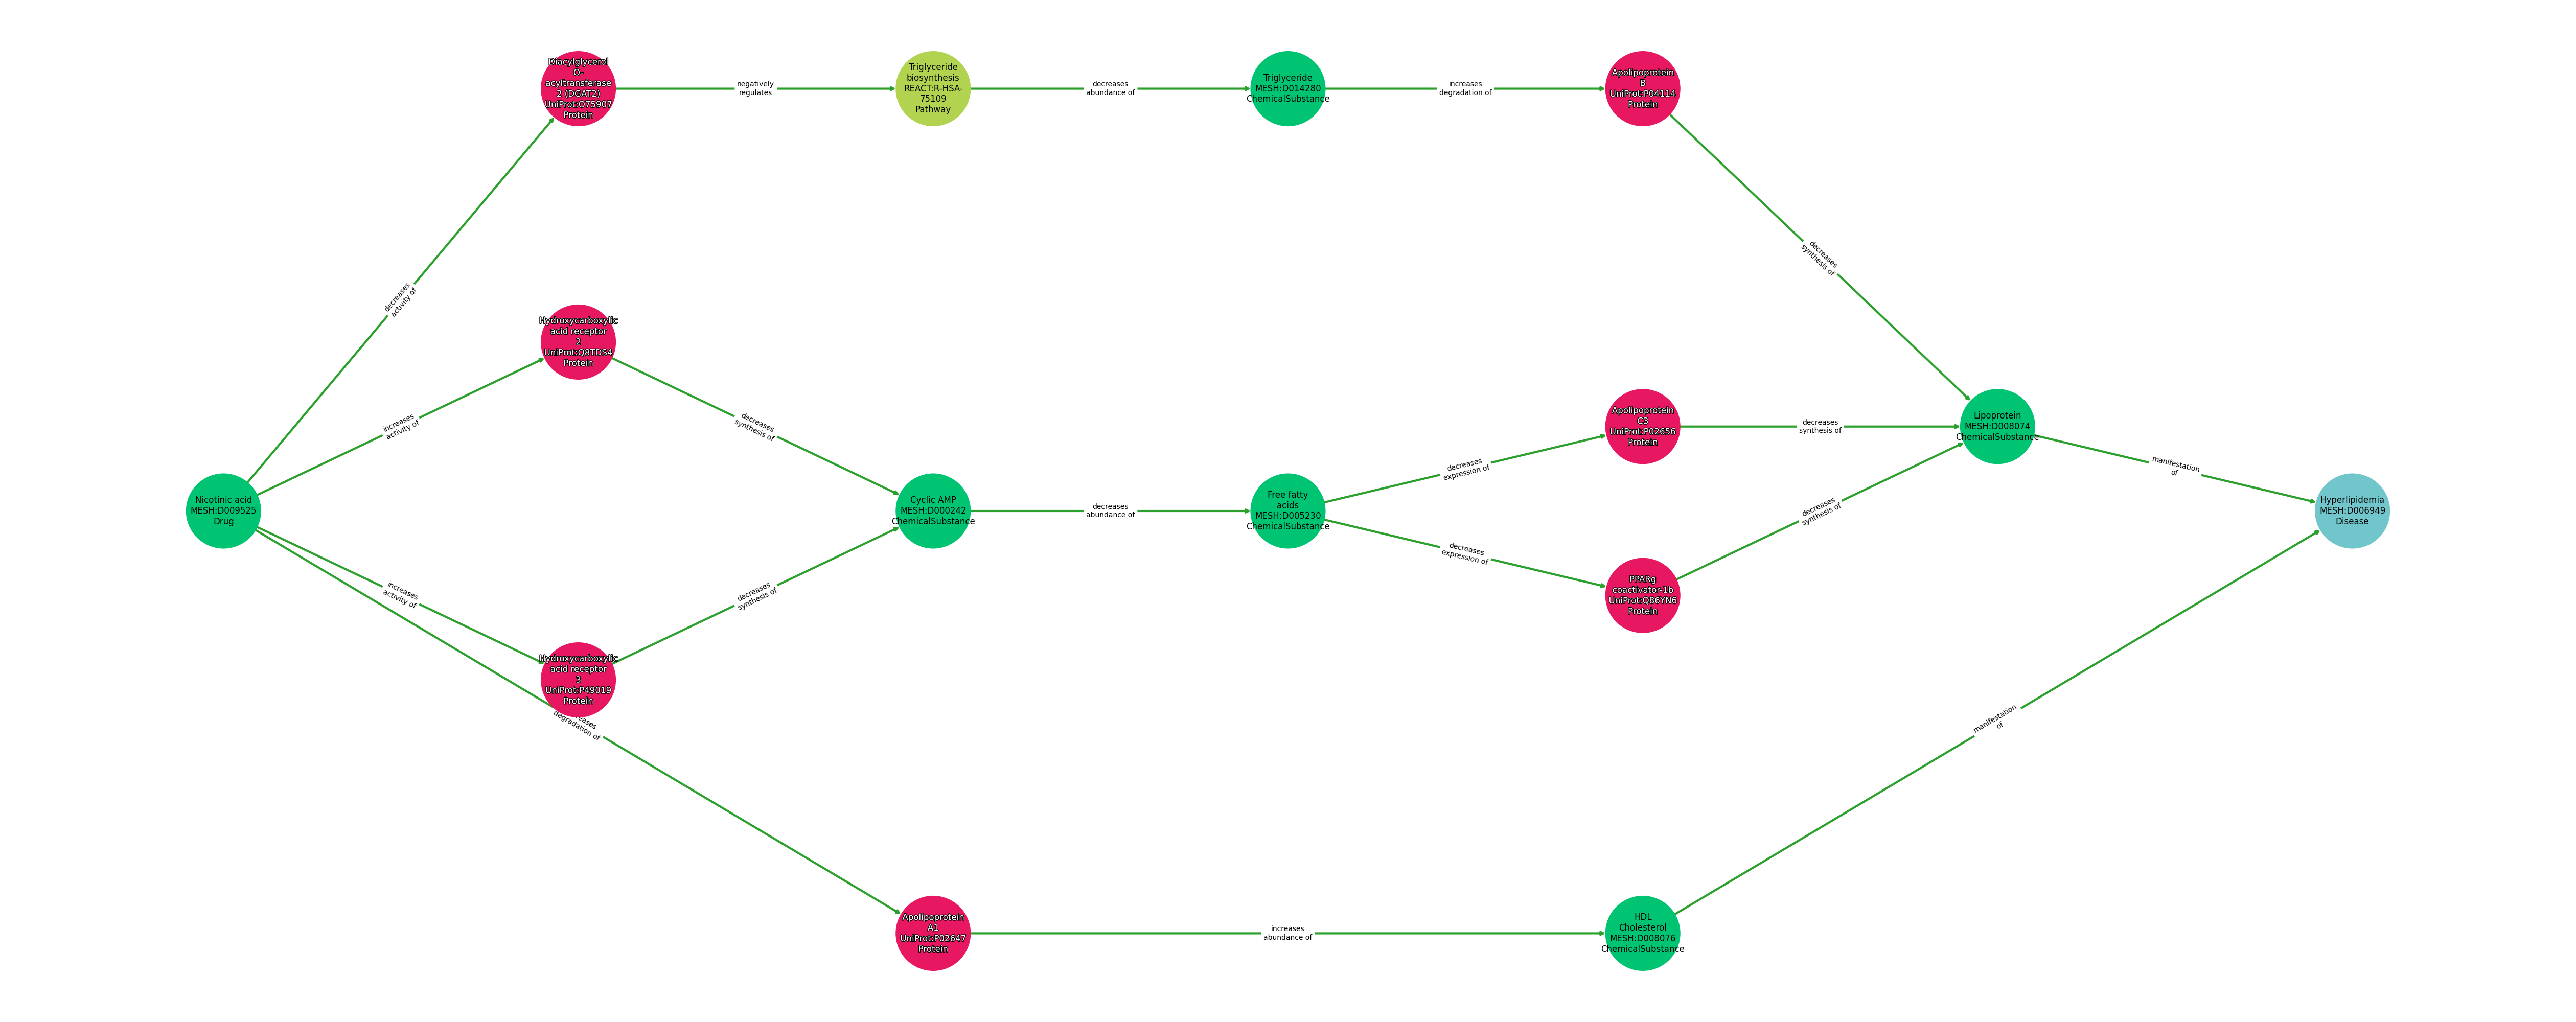 Diacylglycerol
O-
acyltransferase
2 (DGAT2)
UniProt:O75907
Protein
negatively
regulates
Triglyceride
biosynthesis
REACT:R-HSA-
75109
Pathway
decreases
abundance of
Triglyceride
MESH:D014280
ChemicalSubstance
increases
degradation of
Apolipoprotein
B
UniProt:P04114
Protein
decreases
synthesis of
decreases
activity of
Hydroxycarboxylic
acid receptor
2
UniProt:Q8TDS4
Protein
increases
activity of
decreases
synthesis of
Nicotinic acid
MESH:D009525
Drug
Cyclic AMP
MESH:D000242
ChemicalSubstance
decreases
abundance of
Free fatty
acids
MESH:D005230
ChemicalSubstance
decreases
expression of
Apolipoprotein
C3
UniProt:P02656
Protein
decreases
synthesis of
Lipoprotein
MESH:D008074
ChemicalSubstance
manifestation
of
Hyperlipidemia
MESH:D006949
Disease
decreases
expression of
PPARg
coactivator-1b
UniProt:Q86YN6
Protein
decreases
synthesis of
increases
activity of
decreases
synthesis of
Hydroxycarboxylic
acid receptor
3
UniProt:P49019
Protein
degradation of
manifestation
of
Apolipoprotein
A1
UniProt:P02647
Protein
increases
abundance of
HDL
Cholesterol
MESH:D008076
ChemicalSubstance